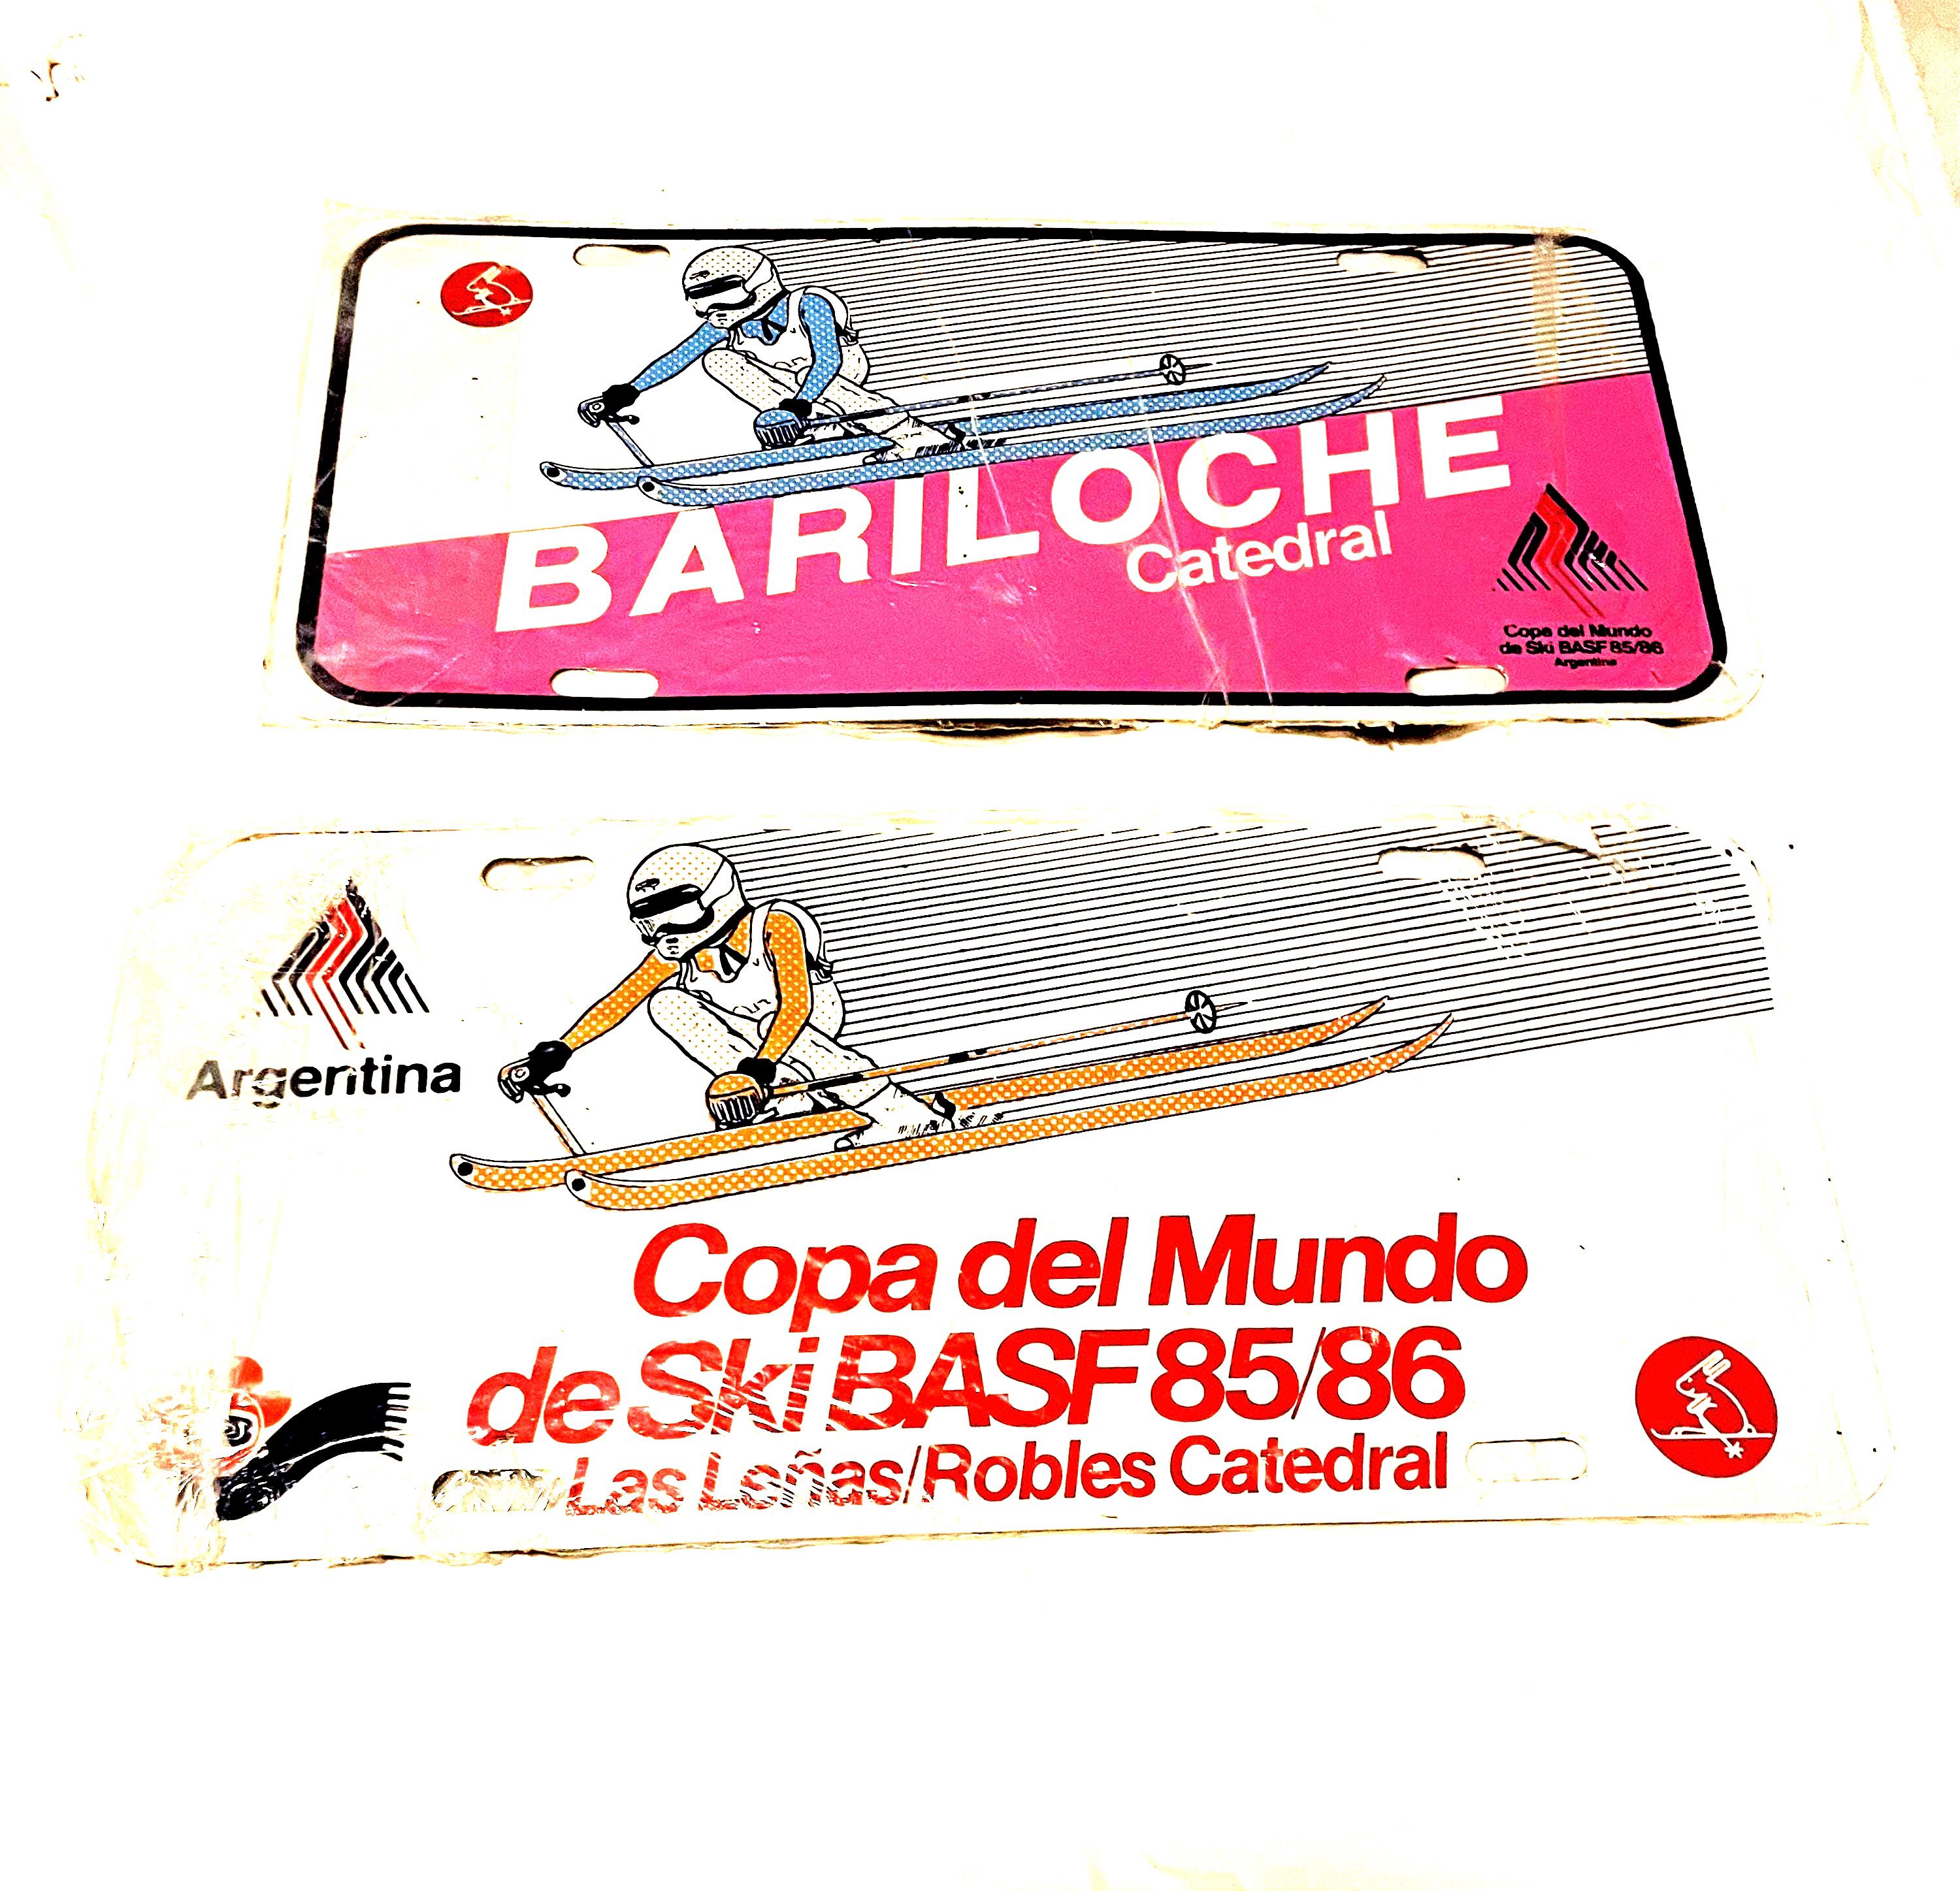 BARILOCHE
Catedral
Copa del Mundo
de Ski BASF 85/86
Argentina
Argentina
Copa del Mundo
de Ski BASF 85/86
Las Leñas/Robles Catedral